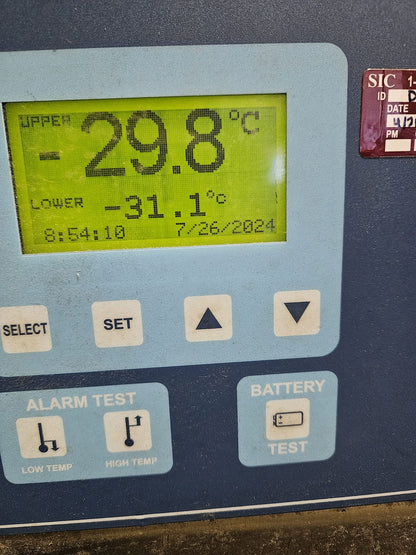 UPPER
- 29.8 °C
LOWER
-31.1 °C
8:54:10 7/26/2024
SIC 1-
ID
DATE
PM
SELECT
SET
ALARM TEST
LOW TEMP
HIGH TEMP
BATTERY
TEST